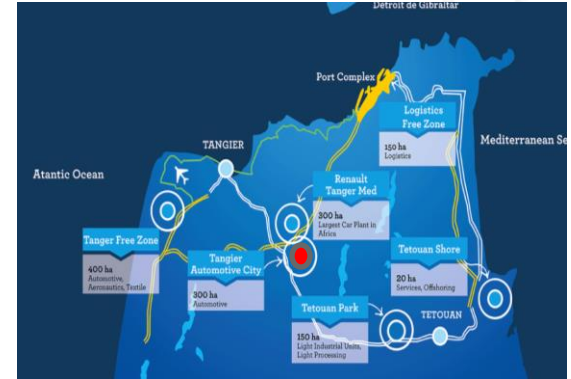 Détroit de Gibraltar
Port Complex
Logistics
Free Zone
150 ha
Logistics
Mediterranean Se
TANGIER
Atantic Ocean
Renault
Tanger Med
300 ha
Largest Car Plant in
Africa
Tanger Free Zone
400 ha
Automotive,
Aeronautics, Textile
Tangier
Automotive City
300 ha
Automotive
Tetouan Shore
20 ha
Services, Offshoring
Tetouan Park
150 ha
Light Industrial Units,
Light Processing
TETOUAN